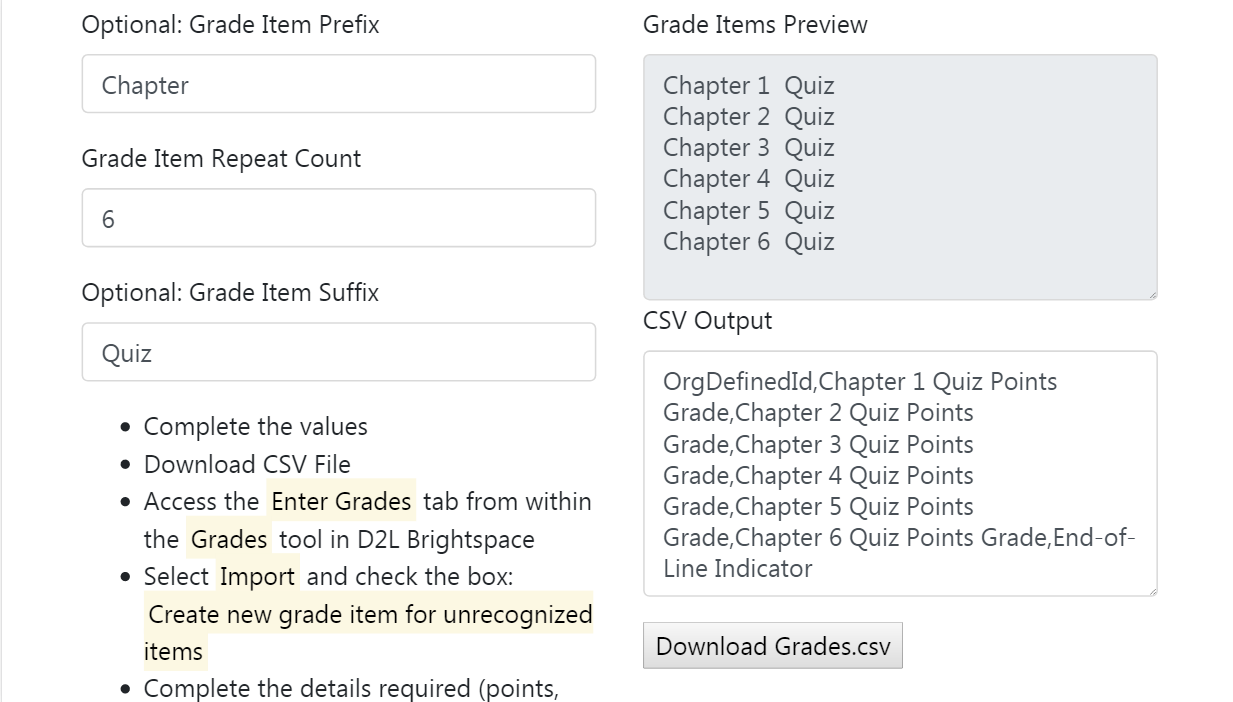 Optional: Grade Item Prefix
Chapter
Grade Item Repeat Count
6
Optional: Grade Item Suffix
Quiz
• Complete the values
• Download CSV File
• Access the Enter Grades tab from within
the Grades tool in D2L Brightspace
• Select Import and check the box:
Create new grade item for unrecognized
items
• Complete the details required (points,
Grade Items Preview
Chapter 1  Quiz
Chapter 2  Quiz
Chapter 3  Quiz
Chapter 4  Quiz
Chapter 5  Quiz
Chapter 6  Quiz
CSV Output
OrgDefinedId,Chapter 1 Quiz Points
Grade,Chapter 2 Quiz Points
Grade,Chapter 3 Quiz Points
Grade,Chapter 4 Quiz Points
Grade,Chapter 5 Quiz Points
Grade,Chapter 6 Quiz Points Grade,End-of-
Line Indicator
Download Grades.csv